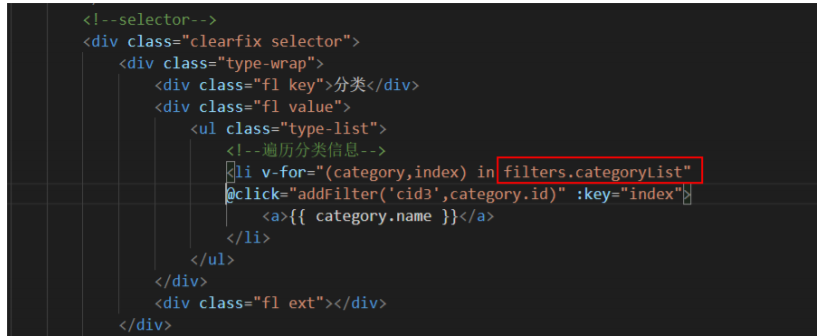 <!--selector-->
<div class="clearfix selector">
<div class="type-wrap">
<div class="fl key">分类</div>
<div class="fl value">
<ul class="type-list">
<!--遍历分类信息-->
<li v-for="(category,index) in filters.categoryList"
@click="addFilter('cid3',category.id)" :key="index">
<a>{{ category.name }}</a>
</li>
</ul>
</div>
<div class="fl ext"></div>
</div>